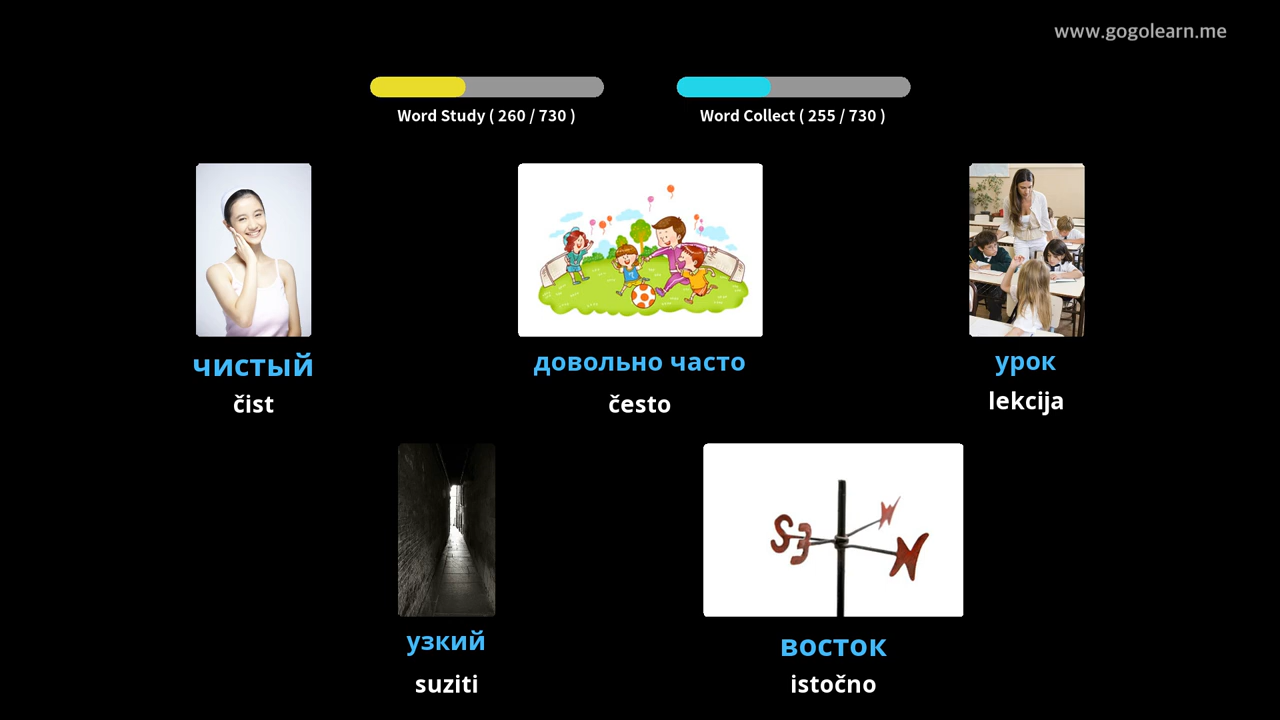 www.gogolearn.me
Word Study ( 260 / 730 )
Word Collect ( 255 / 730 )
чистый
čist
довольно часто
često
урок
lekcija
узкий
suziti
S
E
W
N
восток
istočno